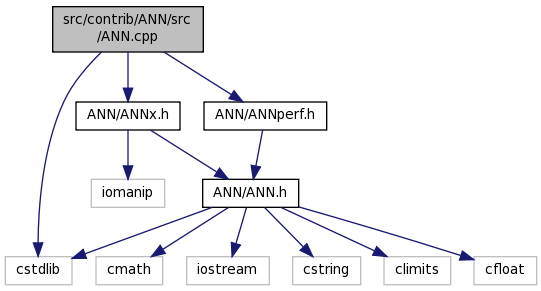 src/contrib/ANN/src
/ANN.cpp
ANN/ANNx.h
ANN/ANNperf.h
iomanip
ANN/ANN.h
cstdlib
cmath
iostream
cstring
climits
cfloat